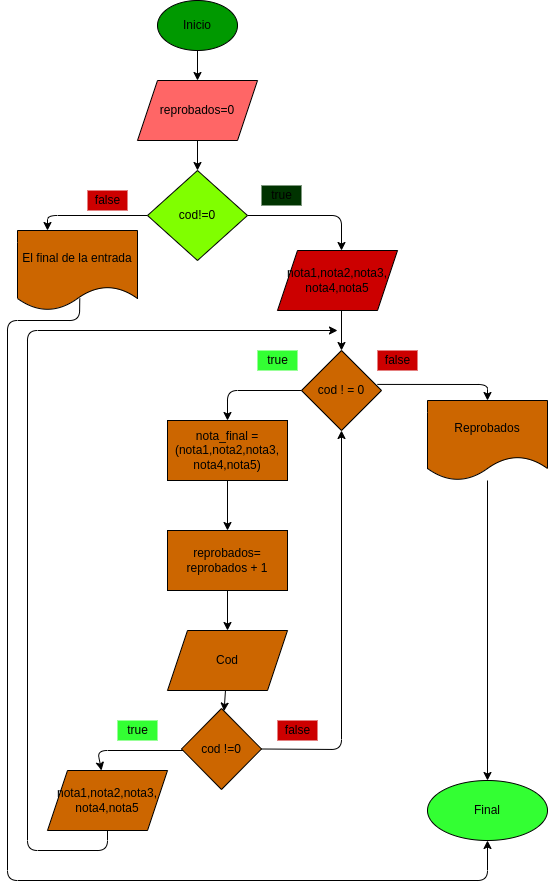 Inicio
reprobados=0
false
true
cod!=0
El final de la entrada
nota1,nota2,nota3,
nota4,nota5
true
false
cod ! = 0
Reprobados
nota_final =
(nota1,nota2,nota3,
nota4,nota5)
reprobados=
reprobados + 1
Cod
true
false
cod !=0
nota1,nota2,nota3,
nota4,nota5
Final